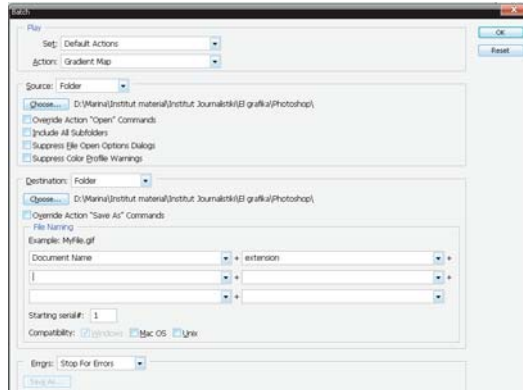 Batch
Play
Set: Default Actions
Action: Gradient Map
OK
Reset
Source: Folder
Choose... D:\Marina\Institut material\Institut Journalistiki\El grafika\Photoshop\
Override Action "Open" Commands
Include All Subfolders
Suppress File Open Options Dialogs
Suppress Color Profile Warnings
Destination: Folder
Choose... D:\Marina\Institut material\Institut Journalistiki\El grafika\Photoshop\
Override Action "Save As" Commands
File Naming
Example: MyFile.gif
Document Name + extension +
+ +
+
Starting serial#: 1
Compatibility: Windows Mac OS Unix
Errors: Stop For Errors
Save As...